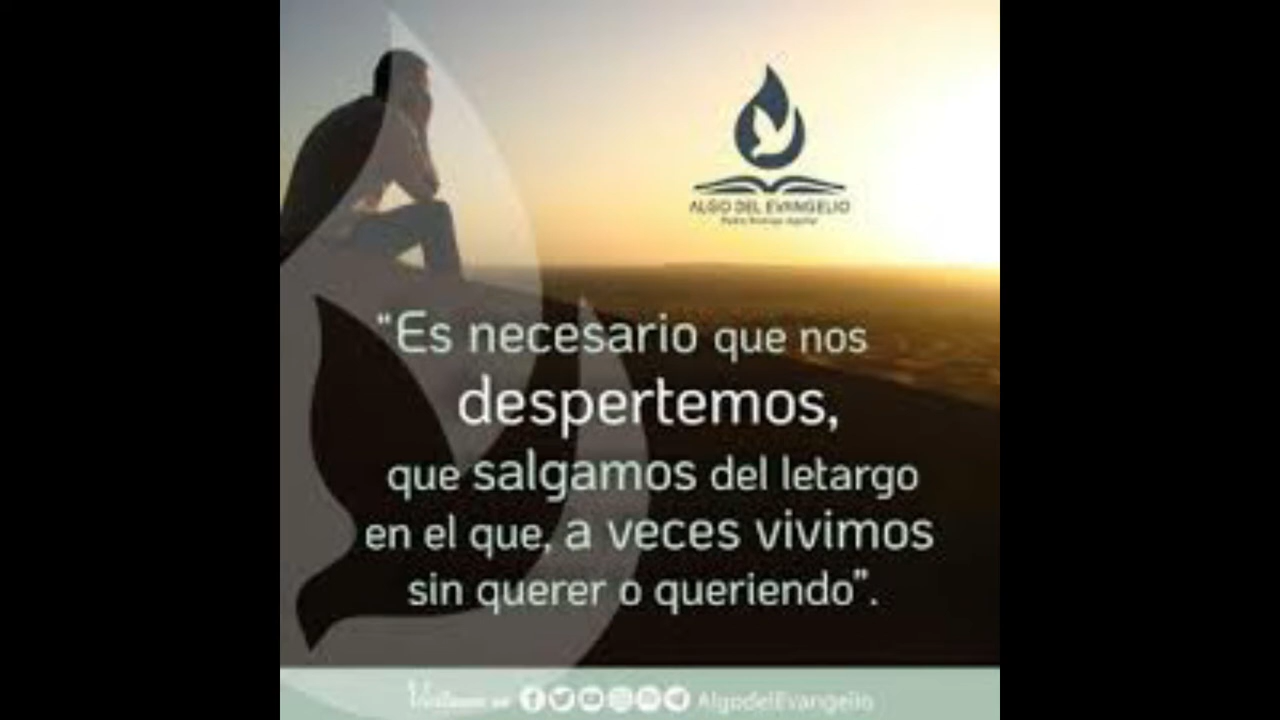 ALGO DEL EVANGELIO
“Es necesario que nos
despertemos,
que salgamos del letargo
en el que, a veces vivimos
sin querer o queriendo”.
AlgodelEvangelio